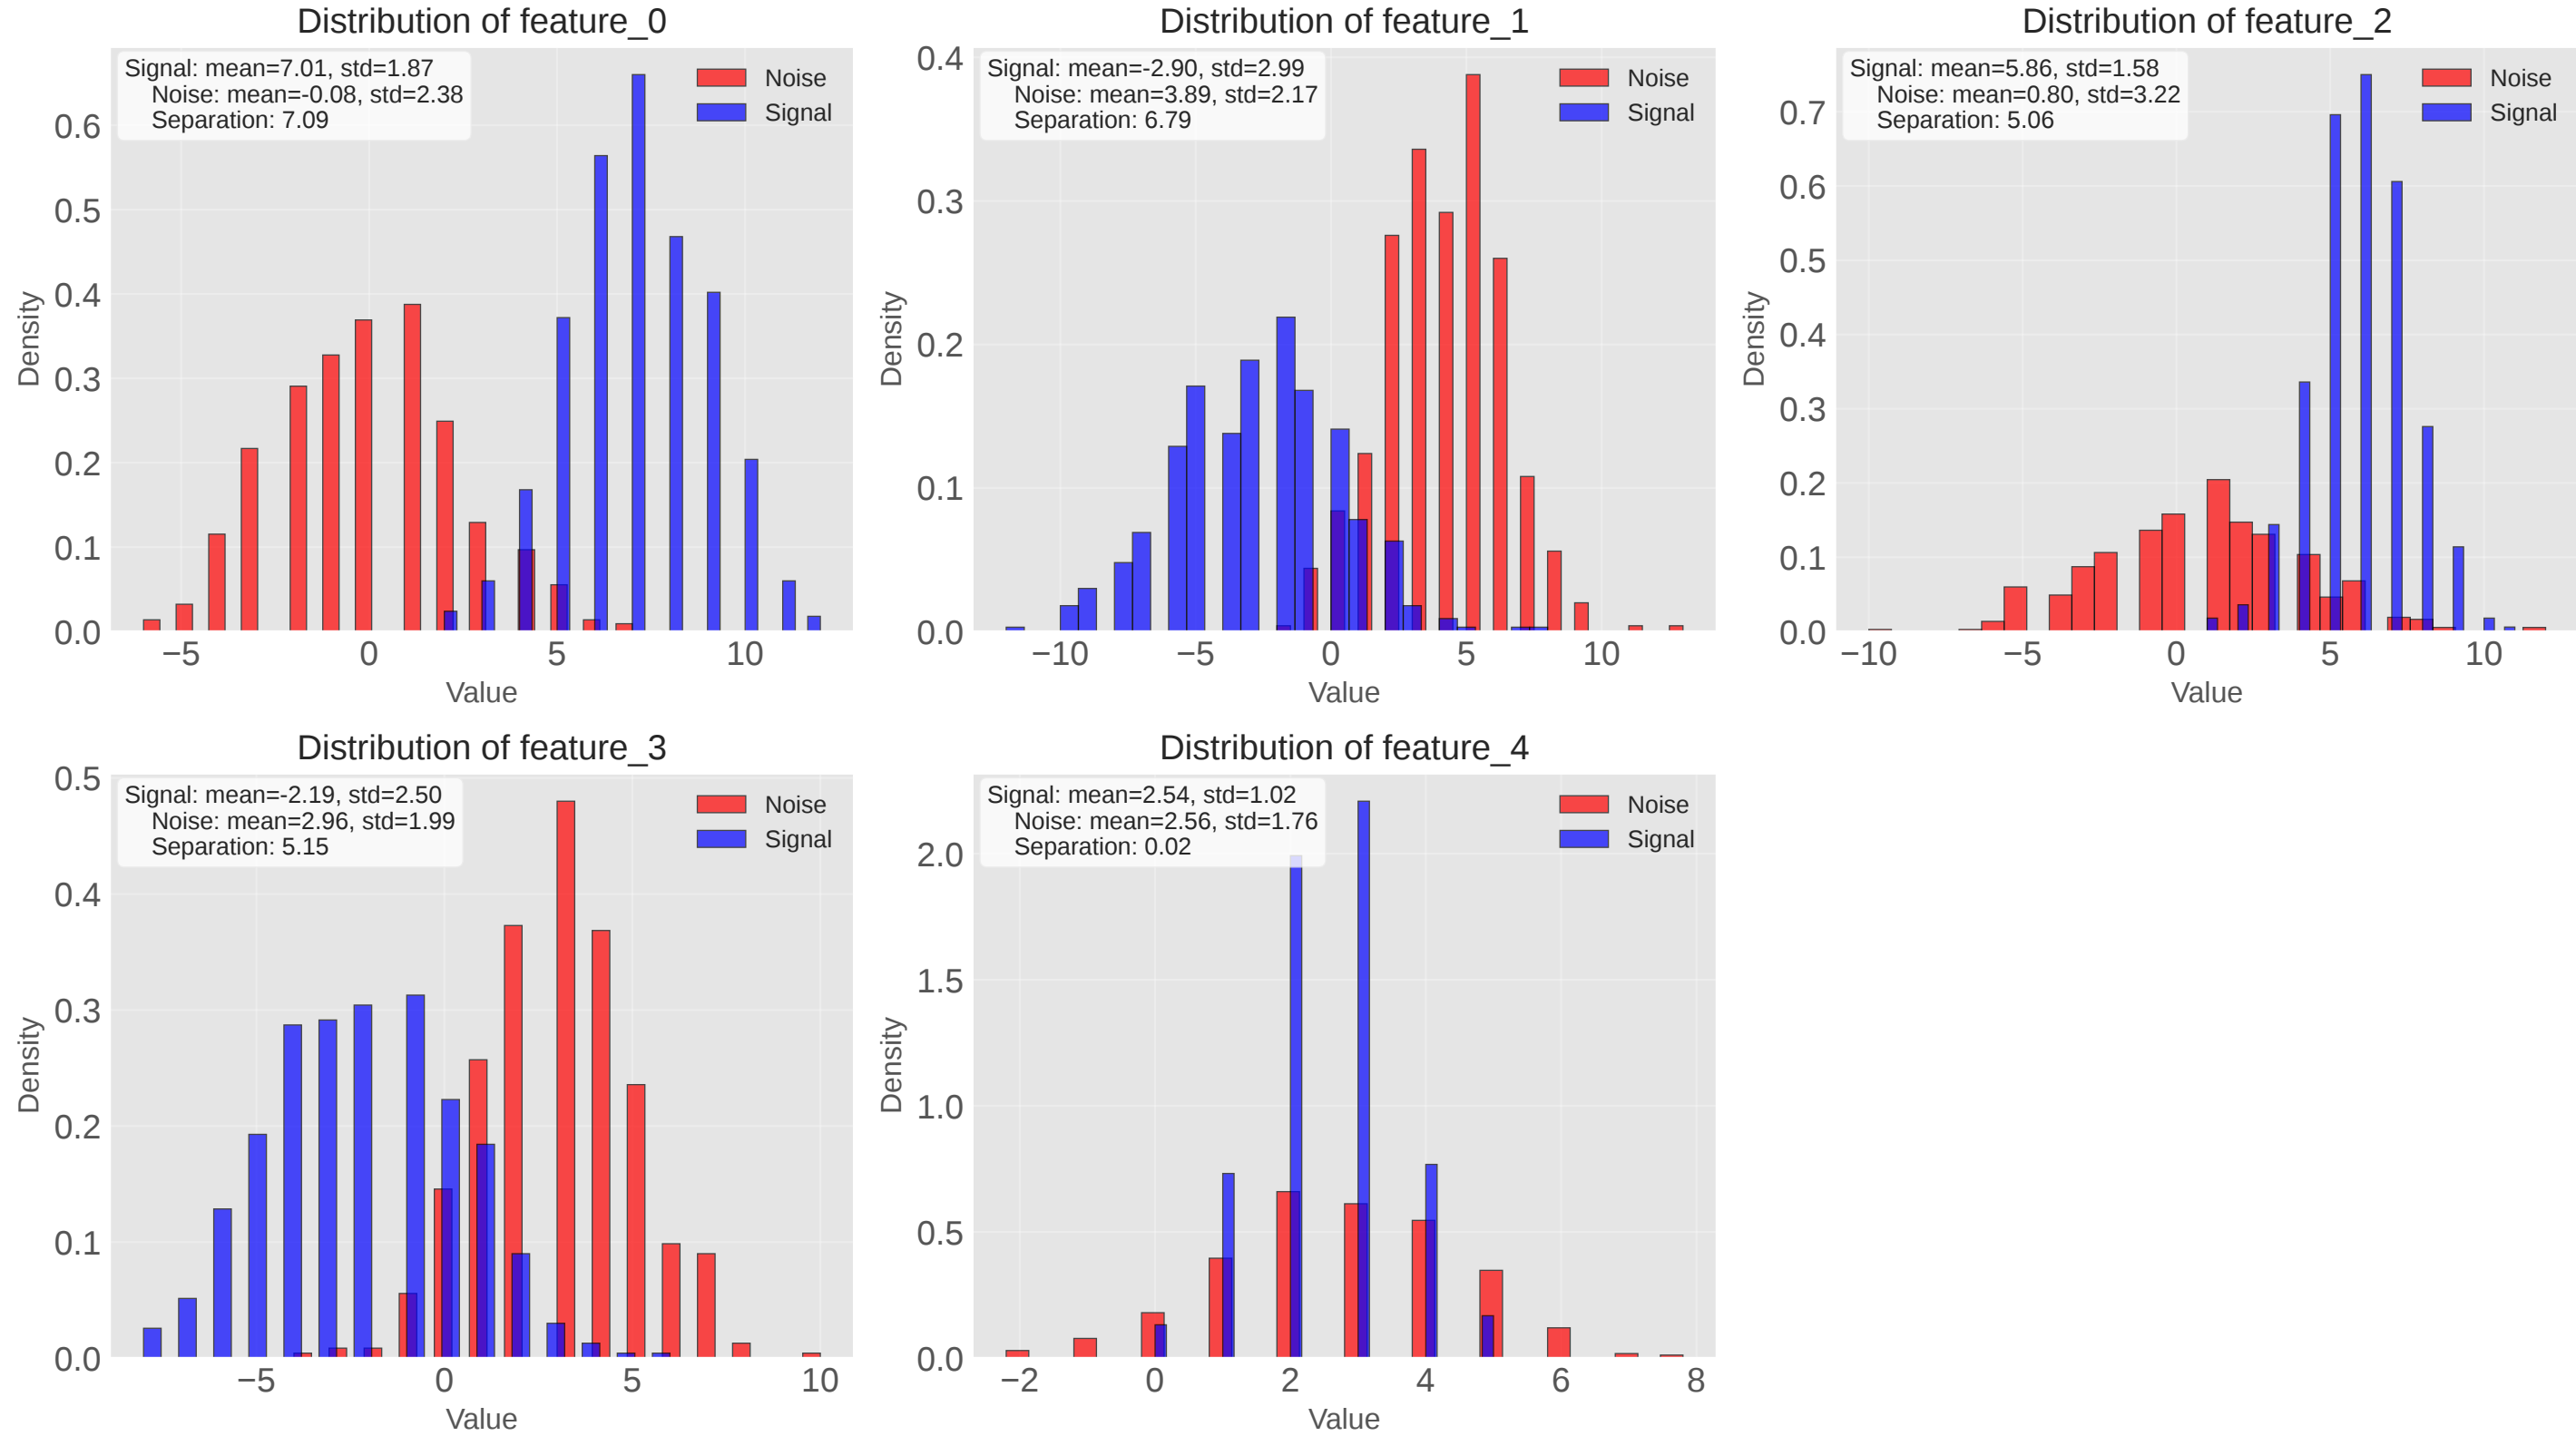 Distribution of feature_0
Signal: mean=7.01, std=1.87
Noise: mean=-0.08, std=2.38
Separation: 7.09
Noise
Signal
Density
0.6
0.5
0.4
0.3
0.2
0.1
0.0
−5 0 5 10
Value
Distribution of feature_1
Signal: mean=-2.90, std=2.99
Noise: mean=3.89, std=2.17
Separation: 6.79
Noise
Signal
Density
0.4
0.3
0.2
0.1
0.0
−10 −5 0 5 10
Value
Distribution of feature_2
Signal: mean=5.86, std=1.58
Noise: mean=0.80, std=3.22
Separation: 5.06
Noise
Signal
Density
0.7
0.6
0.5
0.4
0.3
0.2
0.1
0.0
−10 −5 0 5 10
Value
Distribution of feature_3
Signal: mean=-2.19, std=2.50
Noise: mean=2.96, std=1.99
Separation: 5.15
Noise
Signal
Density
0.5
0.4
0.3
0.2
0.1
0.0
−5 0 5 10
Value
Distribution of feature_4
Signal: mean=2.54, std=1.02
Noise: mean=2.56, std=1.76
Separation: 0.02
Noise
Signal
Density
2.0
1.5
1.0
0.5
0.0
−2 0 2 4 6 8
Value